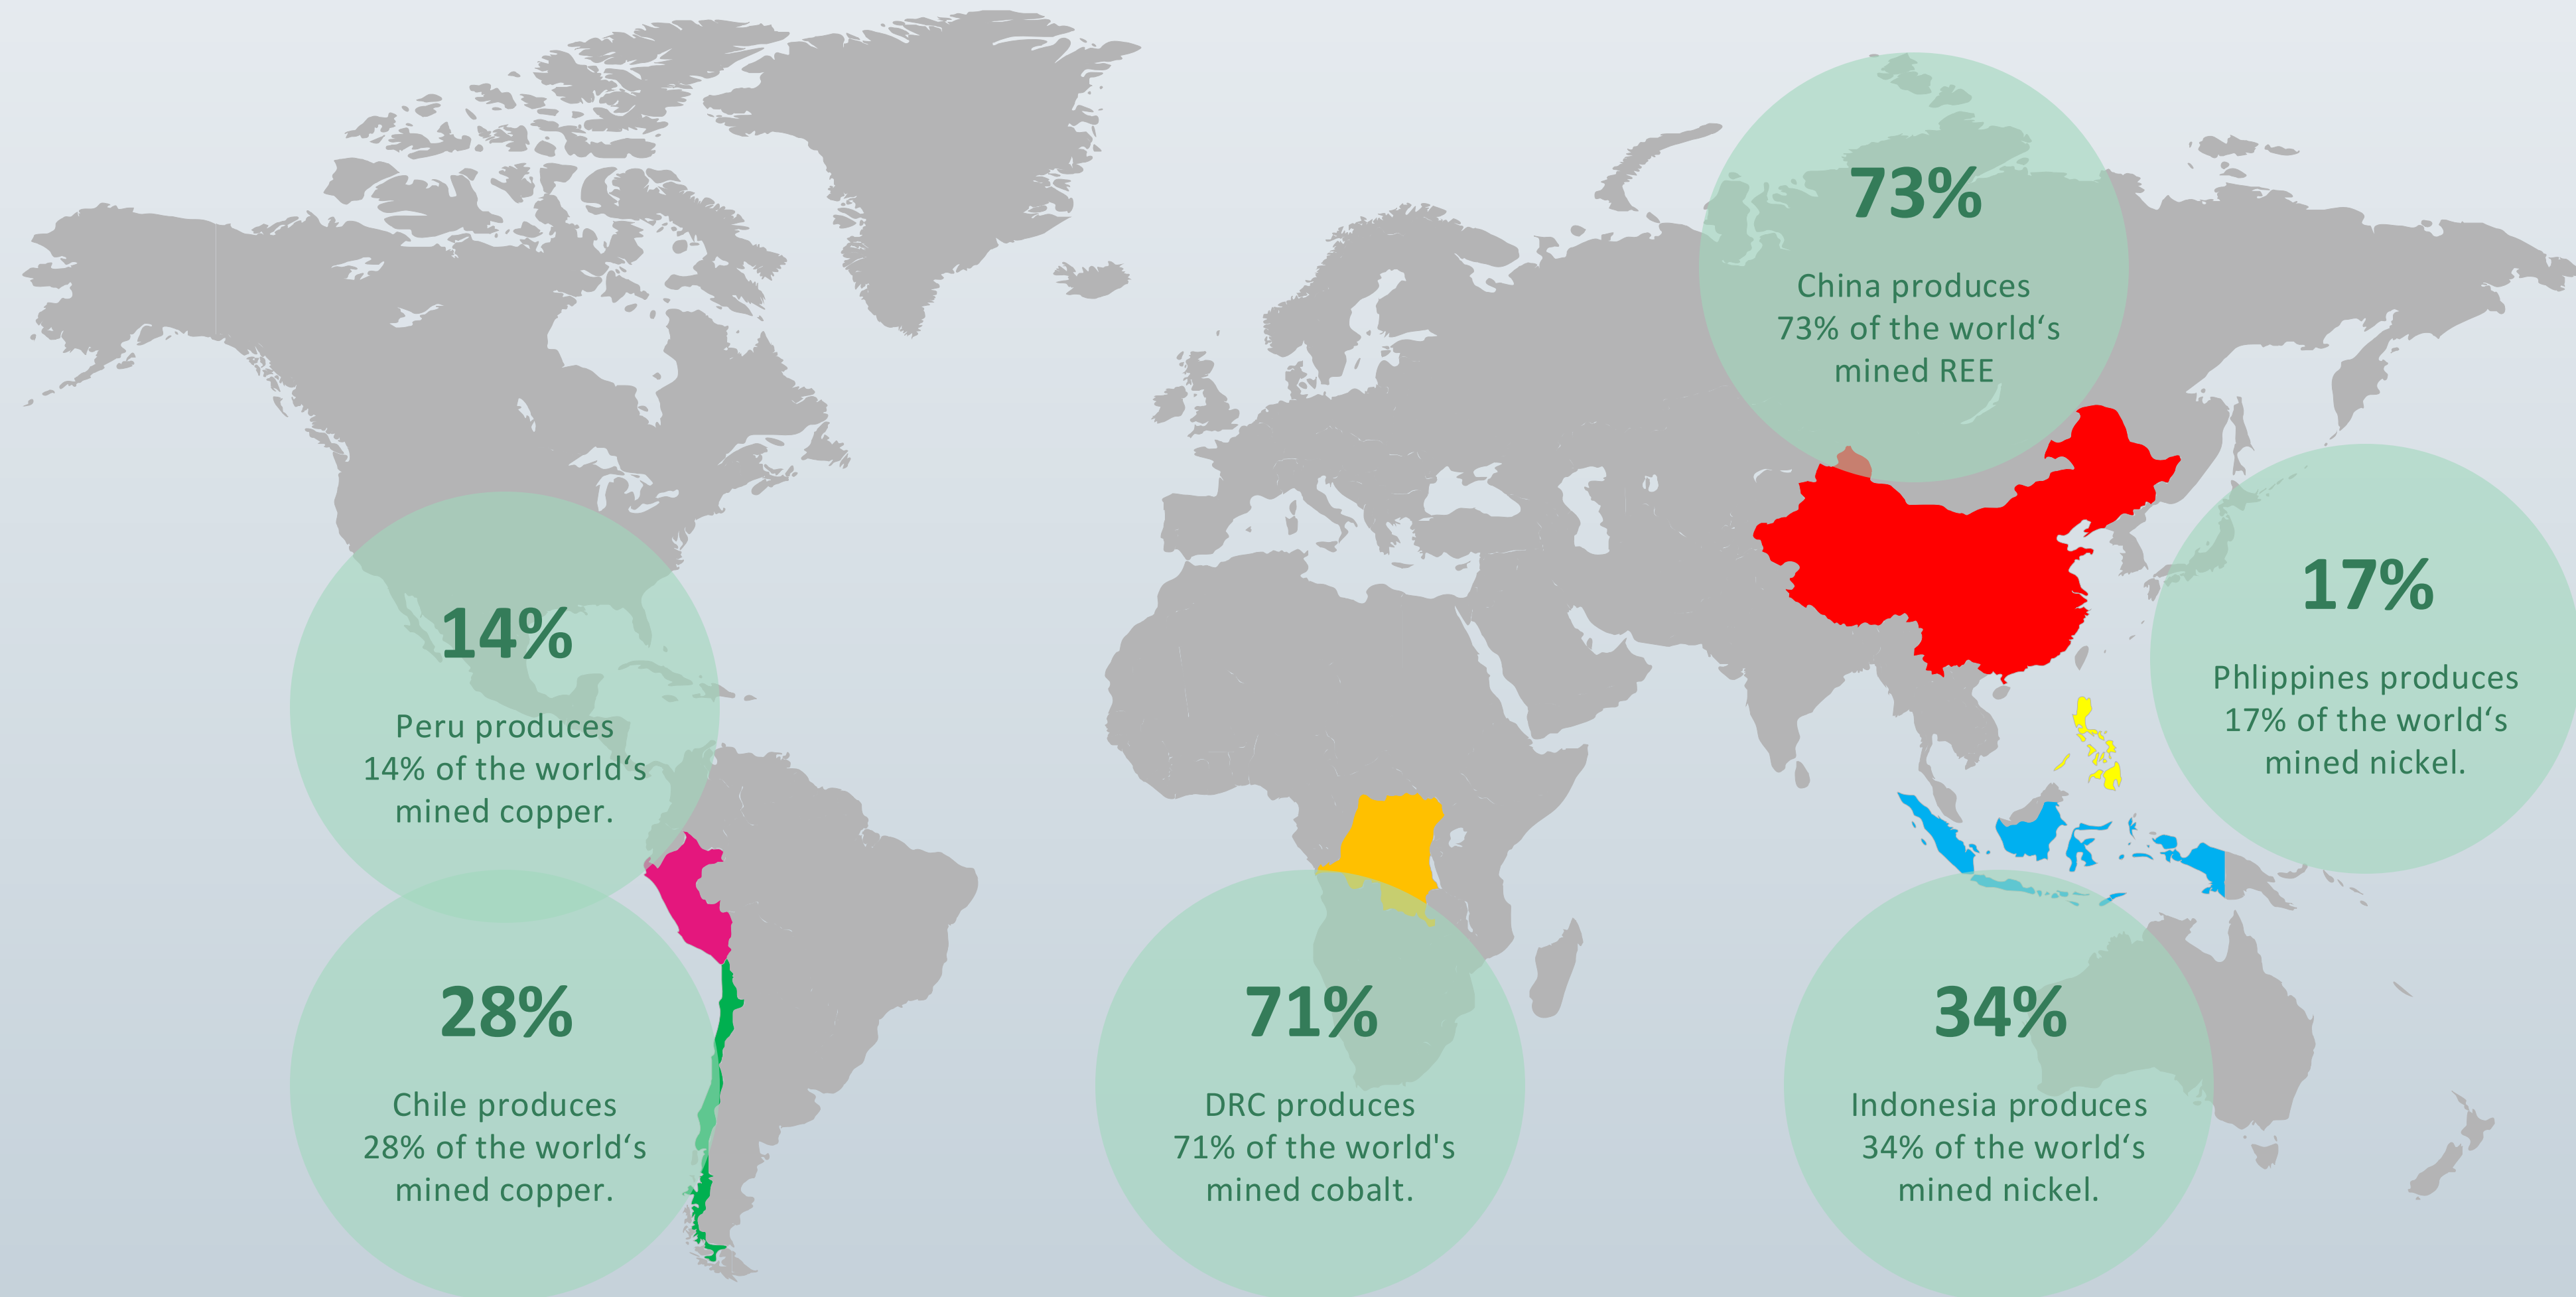 73%
China produces
73% of the world‘s
mined REE
17%
Phlippines produces
17% of the world‘s
mined nickel.
14%
Peru produces
14% of the world‘s
mined copper.
28%
Chile produces
28% of the world‘s
mined copper.
71%
DRC produces
71% of the world's
mined cobalt.
34%
Indonesia produces
34% of the world‘s
mined nickel.